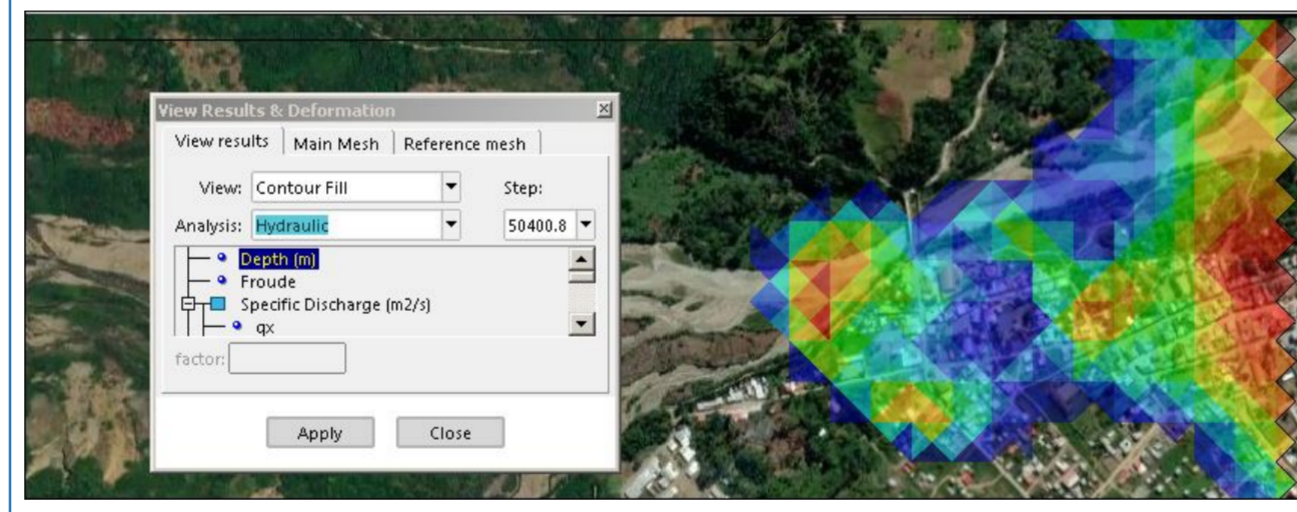 View Results & Deformation
View results Main Mesh Reference mesh
View: Contour Fill Step:
Analysis: Hydraulic 50400.8
Depth (m)
Froude
Specific Discharge (m2/s)
qx
factor:
Apply Close